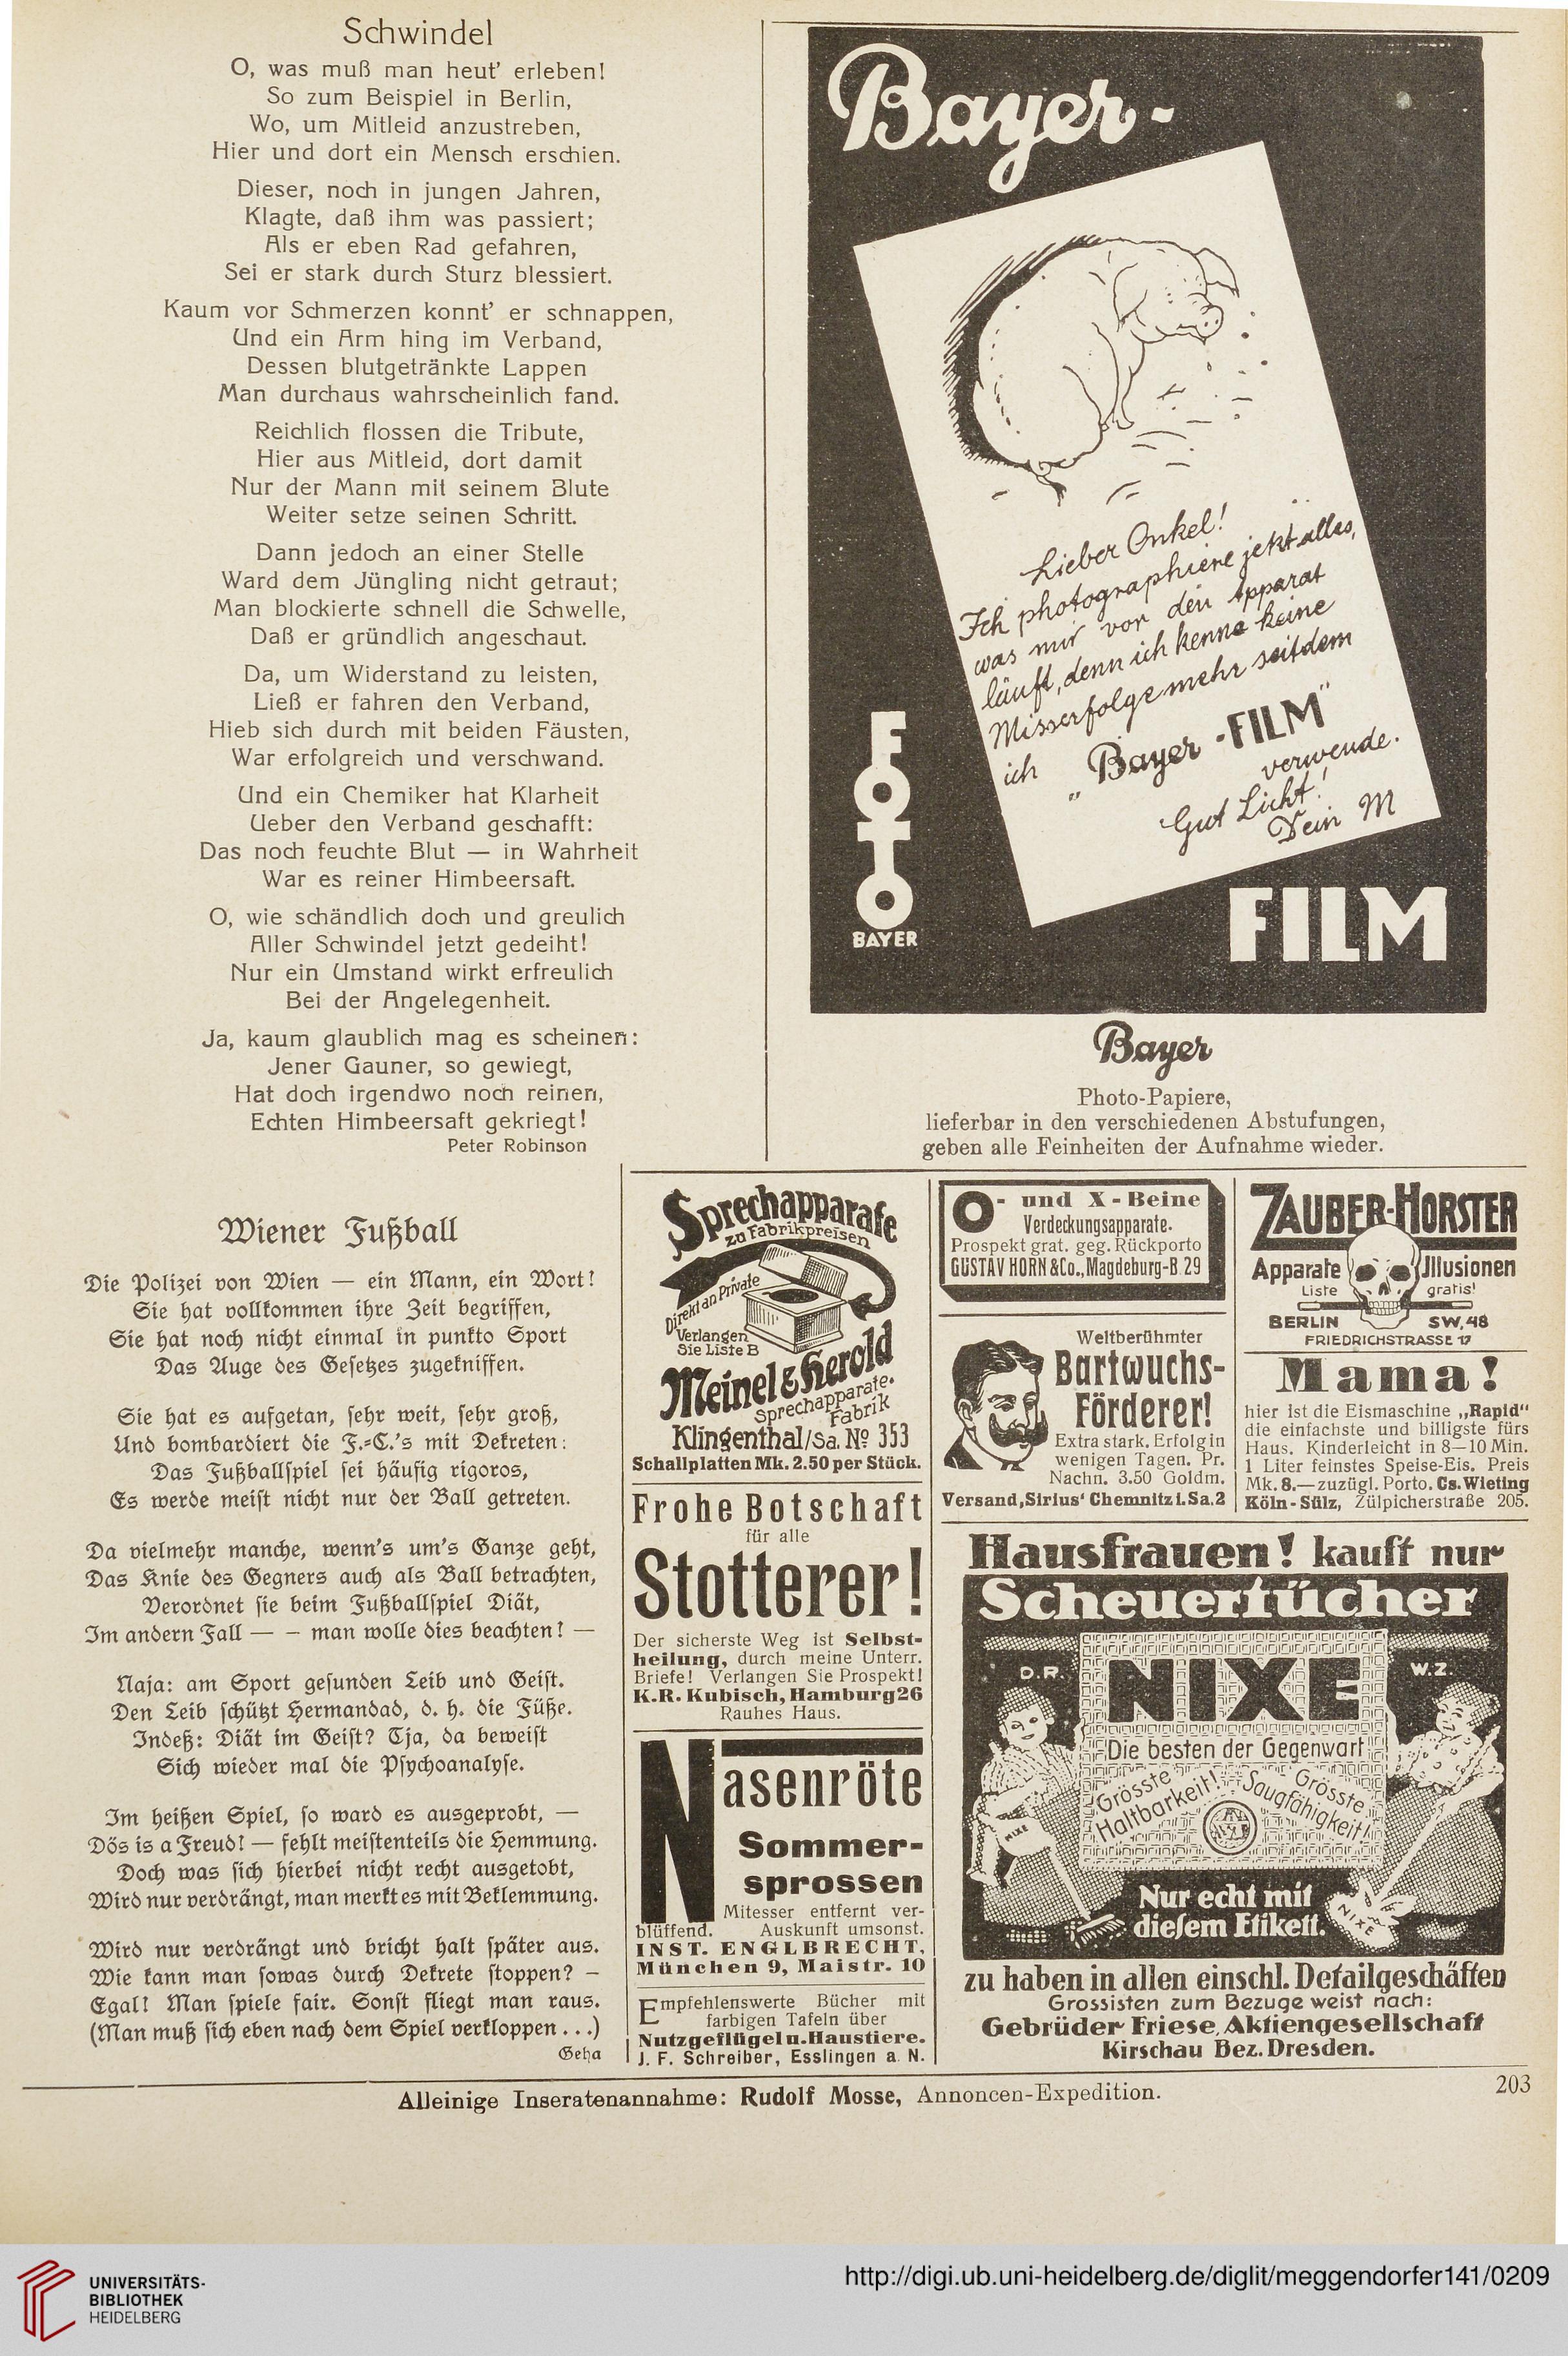 Schwindel
O, was muß man heut' erleben!
So zum Beispiel in Berlin,
Wo, um Mitleid anzustreben,
Hier und dort ein Mensch erschien.
Dieser, noch in jungen Jahren,
Klagte, daß ihm was passiert;
Als er eben Rad gefahren,
Sei er stark durch Sturz blessiert.
Kaum vor Schmerzen konnt' er schnappen,
Und ein Arm hing im Verband,
Dessen blutgetränkte Lappen
Man durchaus wahrscheinlich fand.
Reichlich flossen die Tribute,
Hier aus Mitleid, dort damit
Nur der Mann mit seinem Blute
Weiter setze seinen Schritt.
Dann jedoch an einer Stelle
Ward dem Jüngling nicht getraut;
Man blockierte schnell die Schwelle,
Daß er gründlich angeschaut.
Da, um Widerstand zu leisten,
Ließ er fahren den Verband,
Hieb sich durch mit beiden Fäusten,
War erfolgreich und verschwand.
Und ein Chemiker hat Klarheit
Ueber den Verband geschafft:
Das noch feuchte Blut — in Wahrheit
War es reiner Himbeersaft.
O, wie schändlich doch und greulich
Aller Schwindel jetzt gedeiht!
Nur ein Umstand wirkt erfreulich
Bei der Angelegenheit.
Ja, kaum glaublich mag es scheinen:
Jener Gauner, so gewiegt,
Hat doch irgendwo noch reinen,
Echten Himbeersaft gekriegt!
Peter Robinson
Wiener Fußball
Die Polizei von Wien — ein Mann, ein Wort!
Sie hat vollkommen ihre Zeit begriffen,
Sie hat noch nicht einmal in punkto Sport
Das Auge des Gesetzes zugekniffen.
Sie hat es aufgetan, sehr weit, sehr groß,
Und bombardiert die F.-C.'s mit Dekreten:
Das Fußballspiel sei häufig rigoros,
Es werde meist nicht nur der Ball getreten.
Da vielmehr manche, wenn's um's Ganze geht,
Das Knie des Gegners auch als Ball betrachten,
Verordnet sie beim Fußballspiel Diät,
Im andern Fall — – man wolle dies beachten! —
Naja: am Sport gesunden Leib und Geist.
Den Leib schützt Hermandad, d. h. die Füße.
Indeß: Diät im Geist? Tja, da beweist
Sich wieder mal die Psychoanalyse.
Im heißen Spiel, so ward es ausgeprobt, —
Dös is a Freud! — fehlt meistenteils die Hemmung.
Doch was sich hierbei nicht recht ausgetobt,
Wird nur verdrängt, man merkt es mit Beklemmung.
Wird nur verdrängt und bricht halt später aus.
Wie kann man sowas durch Dekrete stoppen? –
Egal! Man spiele fair. Sonst fliegt man raus.
(Man muß sich eben nach dem Spiel verkloppen . . .)
Geha
Bayer-
Lieber Onkel!
Ich photographiere jetzt alles,
was mir vor den Apparat
läuft, denn ich kenne keine
Misserfolge mehr seitdem
ich „Bayer-FILM"
verwende.
Gut Licht!
Dein M
FOTO
BAYER
FILM
Bayer
Photo-Papiere,
lieferbar in den verschiedenen Abstufungen,
geben alle Feinheiten der Aufnahme wieder.
Sprechapparate
zu Fabrikpreisen
Direkt an Private
Verlangen
Sie Liste B
Meinel & Herold
Sprechapparate-
Fabrik
Klingenthal/Sa. No 353
Schallplatten Mk. 2.50 per Stück.
Frohe Botschaft
für alle
Stotterer!
Der sicherste Weg ist Selbst-
heilung, durch meine Unterr.
Briefe! Verlangen Sie Prospekt!
K.R. Kubisch, Hamburg 26
Rauhes Haus.
Nasenröte
Sommer-
sprossen
Mitesser entfernt ver-
blüffend. Auskunft umsonst.
INST. ENGLBRECHT,
München 9, Maistr. 10
Empfehlenswerte Bücher mit
farbigen Tafeln über
Nutzgeflügel u. Haustiere.
J. F. Schreiber, Esslingen a. N.
O- und X-Beine
Verdeckungsapparate.
Prospekt grat. geg. Rückporto
GUSTAV HORN & Co., Magdeburg-B 29
Weltberühmter
Bartwuchs-
Förderer!
Extra stark. Erfolg in
wenigen Tagen. Pr.
Nachn. 3.50 Goldm.
Versand „Sirius' Chemnitz i. Sa. 2
ZAUBER-HORSTER
Apparate Jllusionen
Liste gratis!
BERLIN SW, 48
FRIEDRICHSTRASSE 17
Mama!
hier ist die Eismaschine „Rapid"
die einfachste und billigste fürs
Haus. Kinderleicht in 8—10 Min.
1 Liter feinstes Speise-Eis. Preis
Mk. 8.— zuzügl. Porto. Cs. Wieting
Köln-Sülz, Zülpicherstraße 205.
Hausfrauen! kauft nur
Scheuertücher
D.R. W.Z.
NIXE
Die besten der Gegenwart
Grösste Haltbarkeit!
Grösste Saugfähigkeit!
NIXE
NIXE
Nur echt mit
diesem Etikett.
zu haben in allen einschl. Detailgeschäften
Grossisten zum Bezuge weist nach:
Gebrüder Friese, Aktiengesellschaft
Kirschau Bez. Dresden.
Alleinige Inseratenannahme: Rudolf Mosse, Annoncen-Expedition.
203
UNIVERSITÄTS-
BIBLIOTHEK
HEIDELBERG
http://digi.ub.uni-heidelberg.de/diglit/meggendorfer141/0209